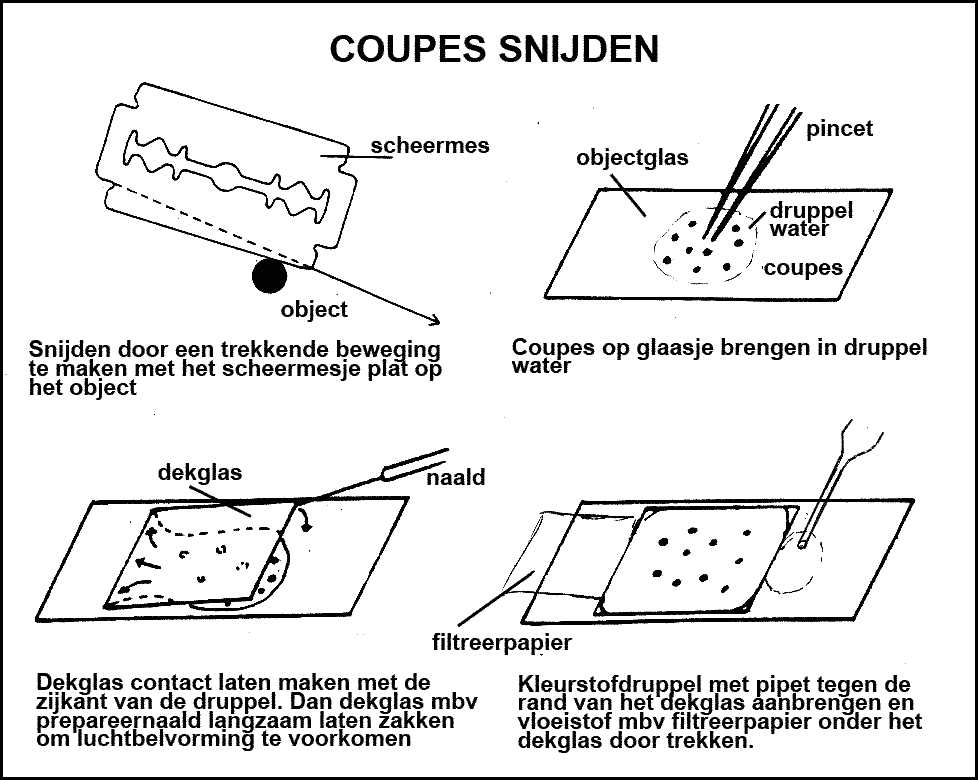 COUPES SNIJDEN
scheermes
object
Snijden door een trekkende beweging
te maken met het scheermesje plat op
het object
pincet
objectglas
druppel
water
coupes
Coupes op glaasje brengen in druppel
water
dekglas
naald
Dekglas contact laten maken met de
zijkant van de druppel. Dan dekglas mbv
prepareernaald langzaam laten zakken
om luchtbelvorming te voorkomen
filtreerpapier
Kleurstofdruppel met pipet tegen de
rand van het dekglas aanbrengen en
vloeistof mbv filtreerpapier onder het
dekglas door trekken.